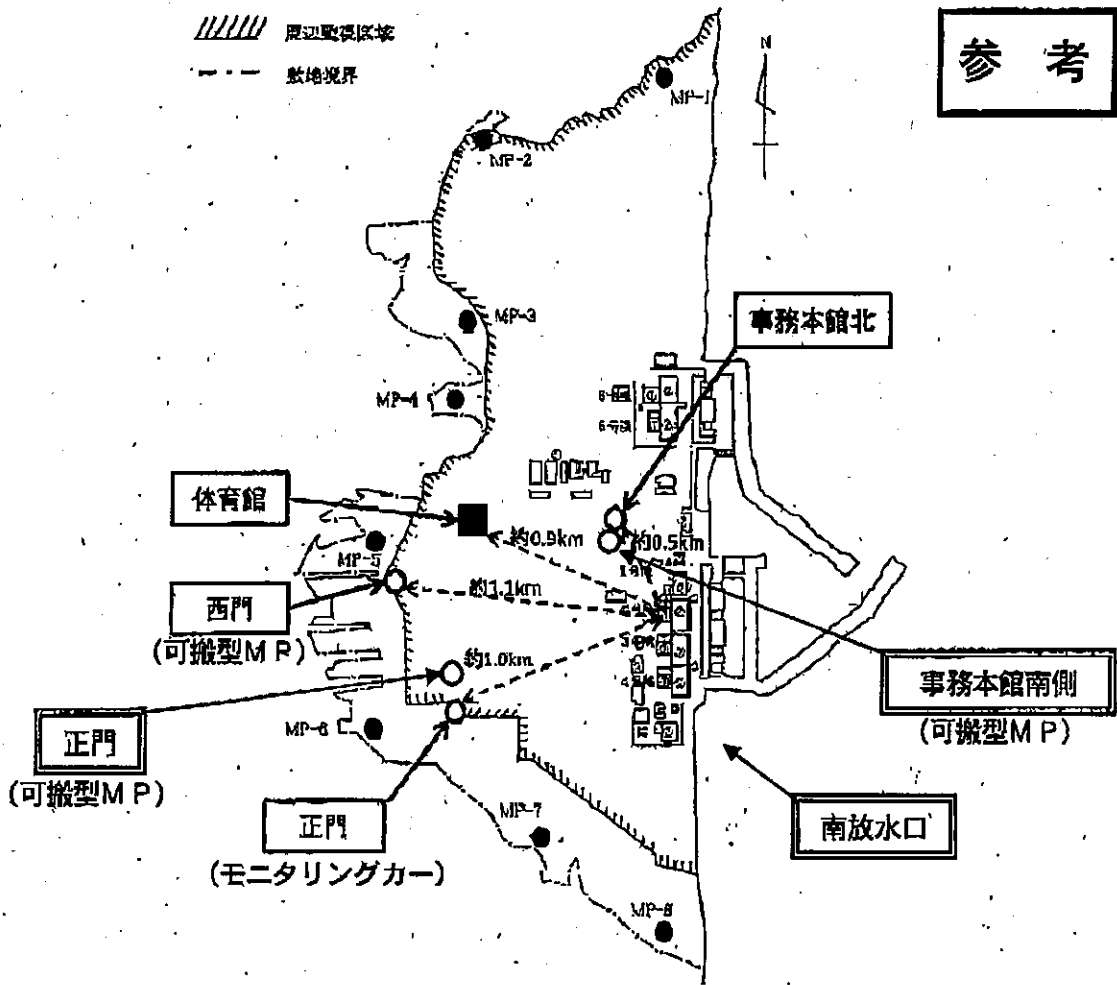 周辺監視区域
敷地境界
参考
N
MP-1
MP-2
MP-3
事務本館北
MP-4
体育館
約0.9km
約0.5km
MP-5
約1.1km
西門
(可搬型MP)
約1.0km
事務本館南側
(可搬型MP)
MP-6
正門
(可搬型MP)
MP-7
正門
(モニタリングカー)
南放水口
MP-8